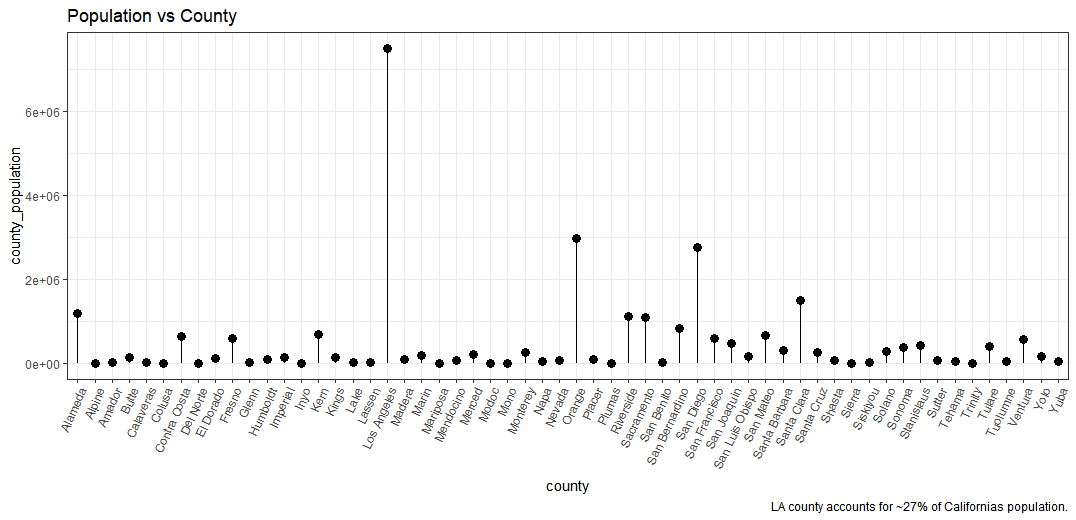 Population vs County
county_population
6e+06
4e+06
2e+06
0e+00
Alameda
Alpine
Amador
Butte
Calaveras
Colusa
Contra Costa
Del Norte
El Dorado
Fresno
Glenn
Humboldt
Imperial
Inyo
Kern
Kings
Lake
Lassen
Los Angeles
Madera
Marin
Mariposa
Mendocino
Merced
Modoc
Mono
Monterey
Napa
Nevada
Orange
Placer
Plumas
Riverside
Sacramento
San Benito
San Bernadino
San Diego
San Francisco
San Joaquin
San Luis Obispo
San Mateo
Santa Barbara
Santa Clara
Santa Cruz
Shasta
Sierra
Siskiyou
Solano
Sonoma
Stanislaus
Sutter
Tehama
Trinity
Tulare
Tuolumne
Ventura
Yolo
Yuba
county
LA county accounts for ~27% of Californias population.